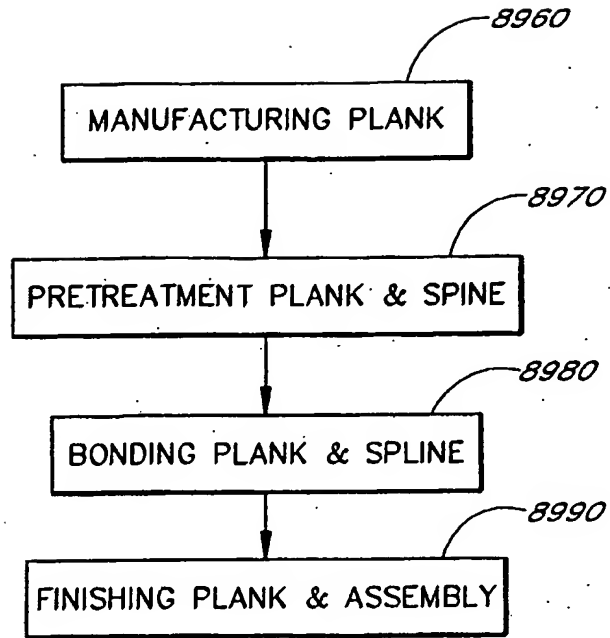 8960
MANUFACTURING PLANK
8970
PRETREATMENT PLANK & SPINE
8980
BONDING PLANK & SPLINE
8990
FINISHING PLANK & ASSEMBLY